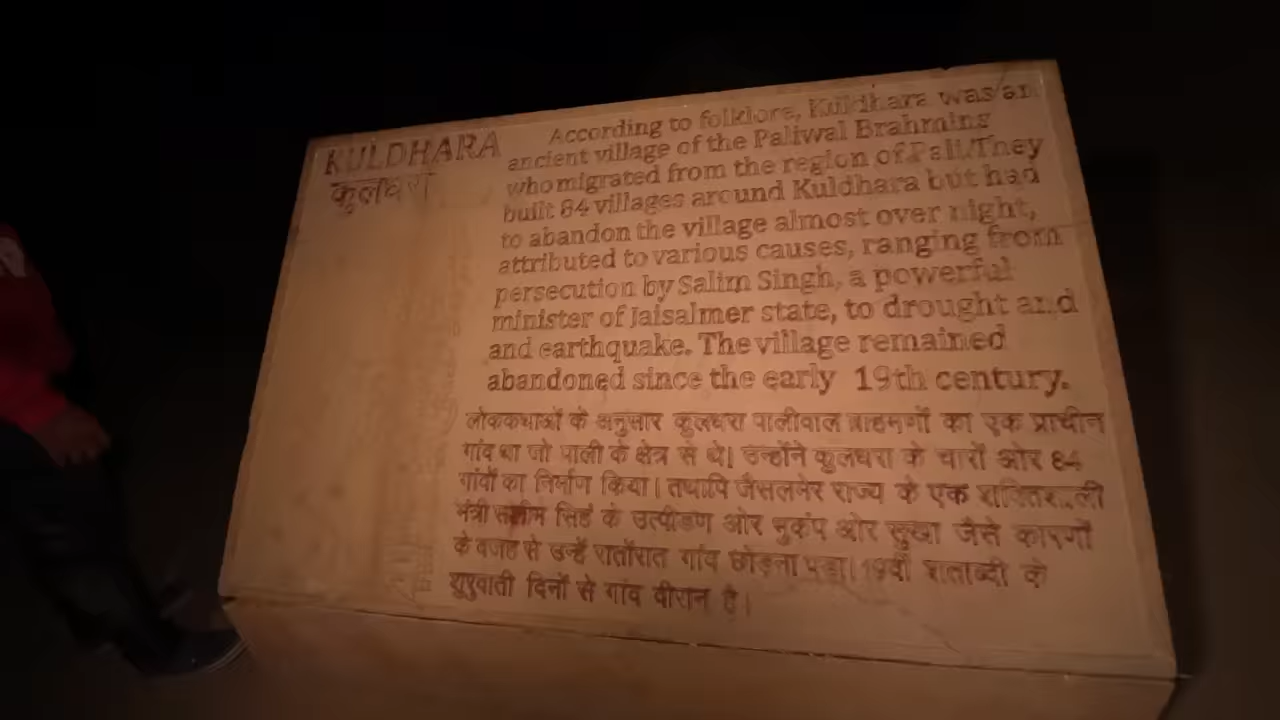 KULDHARA
कुलधरा
According to folklore, Kuldhara was an
ancient village of the Paliwal Brahmins
who migrated from the region of Pali. They
built 84 villages around Kuldhara but had
to abandon the village almost over night,
attributed to various causes, ranging from
persecution by Salim Singh, a powerful
minister of Jaisalmer state, to drought and
and earthquake. The village remained
abandoned since the early 19th century.
लोककथाओं के अनुसार कुलधरा पालीवाल ब्राहमणों का एक प्राचीन
गांव था जो पाली के क्षेत्र से थे। उन्होंने कुलधरा के चारों ओर 84
गांवों का निर्माण किया। तथापि जैसलमेर राज्य के एक शक्तिशाली
मंत्री सलीम सिहं के उत्पीडण और भुकंप और सुखा जैसे कारणों
के वजह से उन्हें रातोंरात गांव छोड़ना पड़ा। 19वीं शताब्दी के
शुरुवाती दिनों से गांव वीरान है।